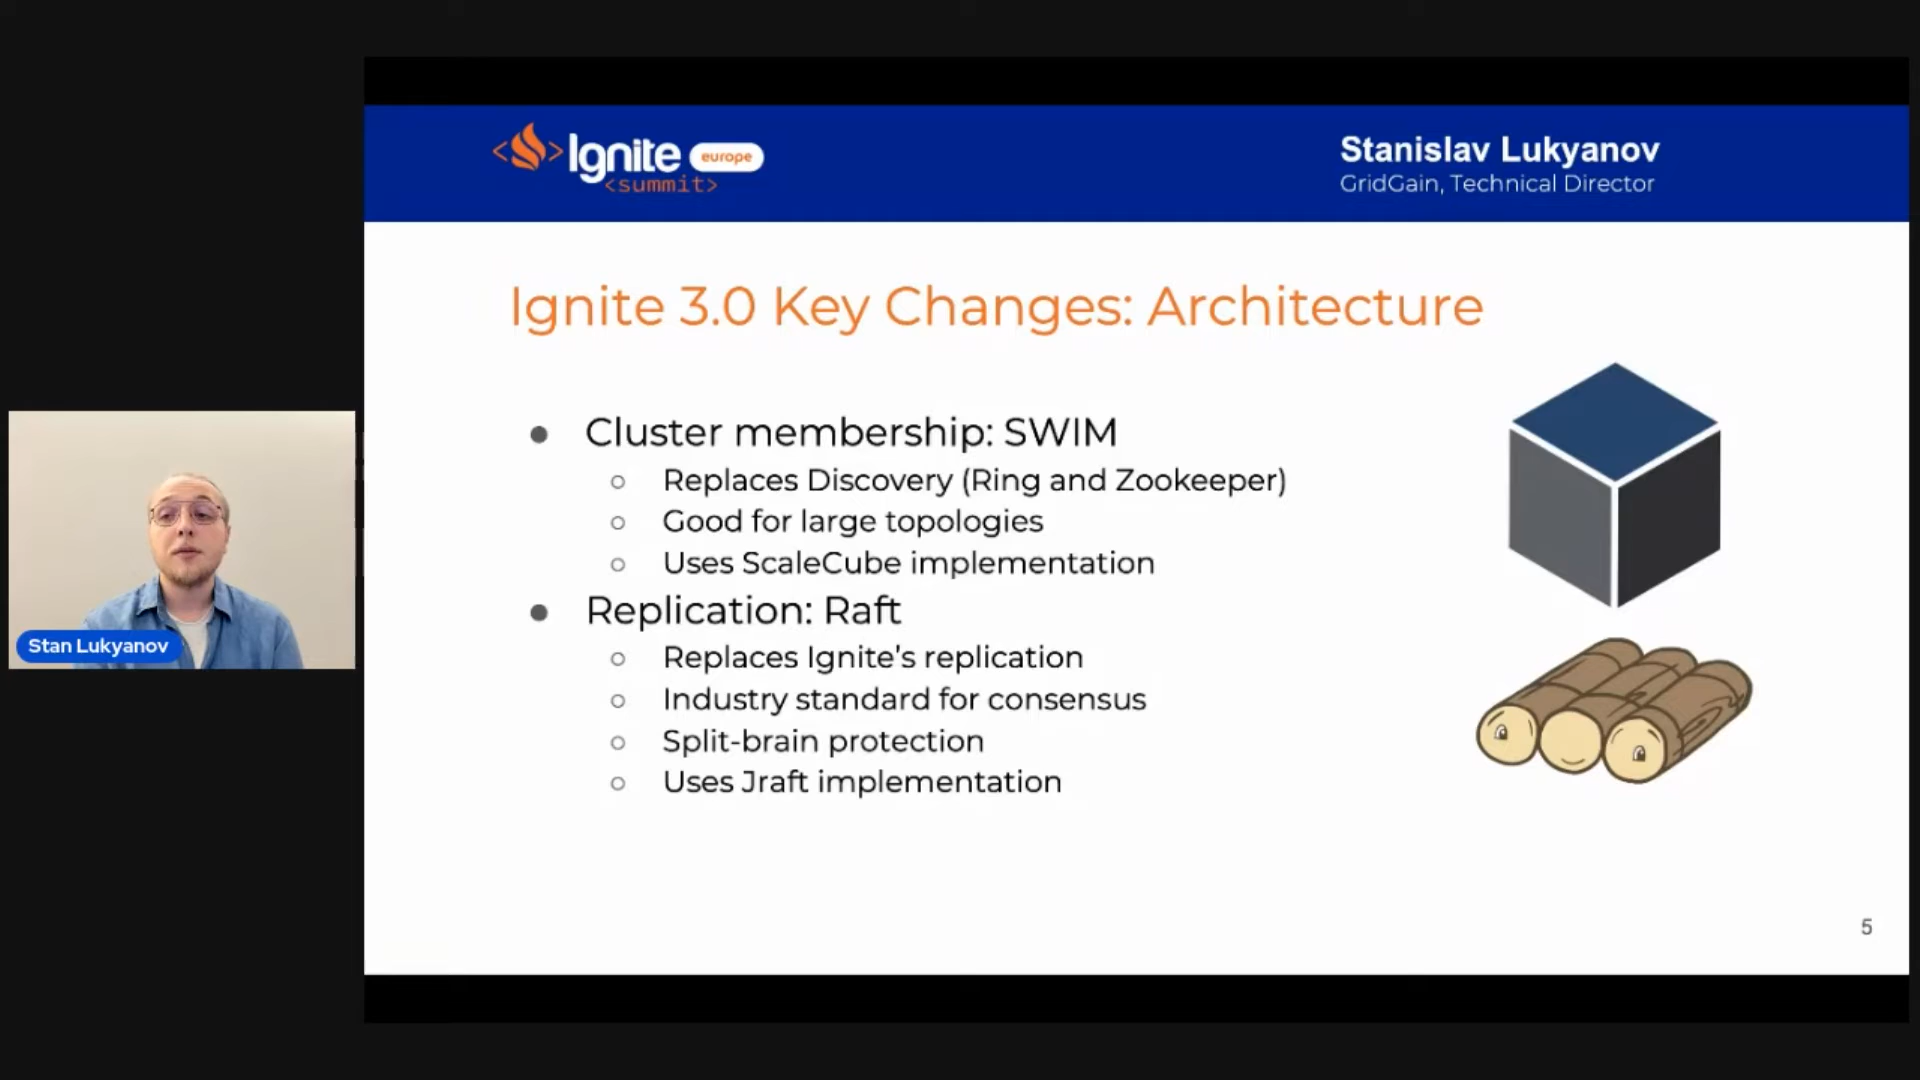 <Ignite europe
<summit>
Stanislav Lukyanov
GridGain, Technical Director
Ignite 3.0 Key Changes: Architecture
● Cluster membership: SWIM
○ Replaces Discovery (Ring and Zookeeper)
○ Good for large topologies
○ Uses ScaleCube implementation
● Replication: Raft
○ Replaces Ignite’s replication
○ Industry standard for consensus
○ Split-brain protection
○ Uses Jraft implementation
Stan Lukyanov
5